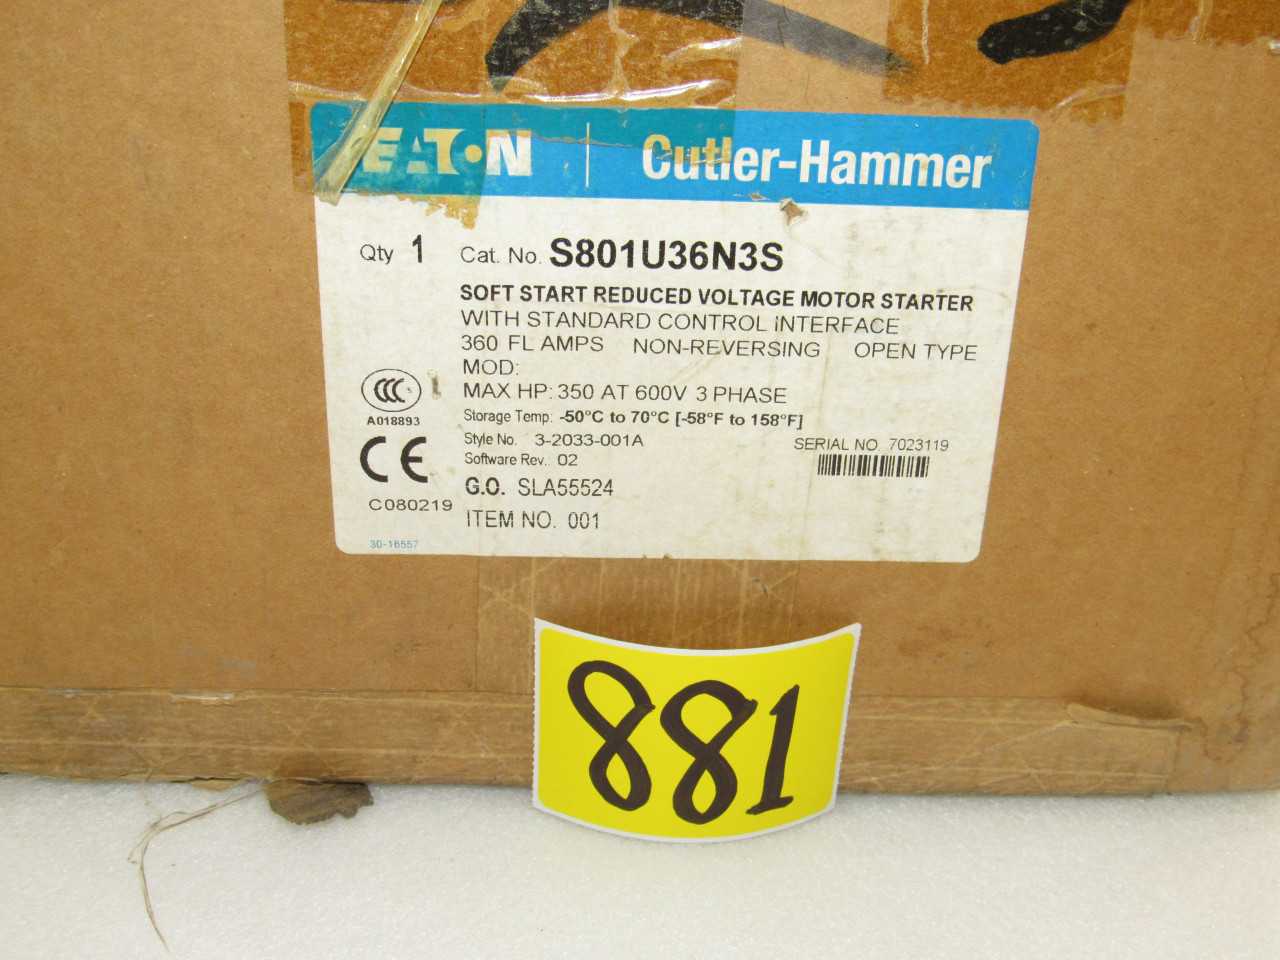 EATON Cutler-Hammer
Qty 1 Cat. No. S801U36N3S
SOFT START REDUCED VOLTAGE MOTOR STARTER
WITH STANDARD CONTROL INTERFACE
360 FL AMPS NON-REVERSING OPEN TYPE
MOD:
MAX HP: 350 AT 600V 3 PHASE
CCC S
A018893
Storage Temp: -50°C to 70°C [-58°F to 158°F]
Style No. 3-2033-001A
SERIAL NO. 7023119
Software Rev.: 02
CE
G.O. SLA55524
C080219
ITEM NO. 001
30-16557
881